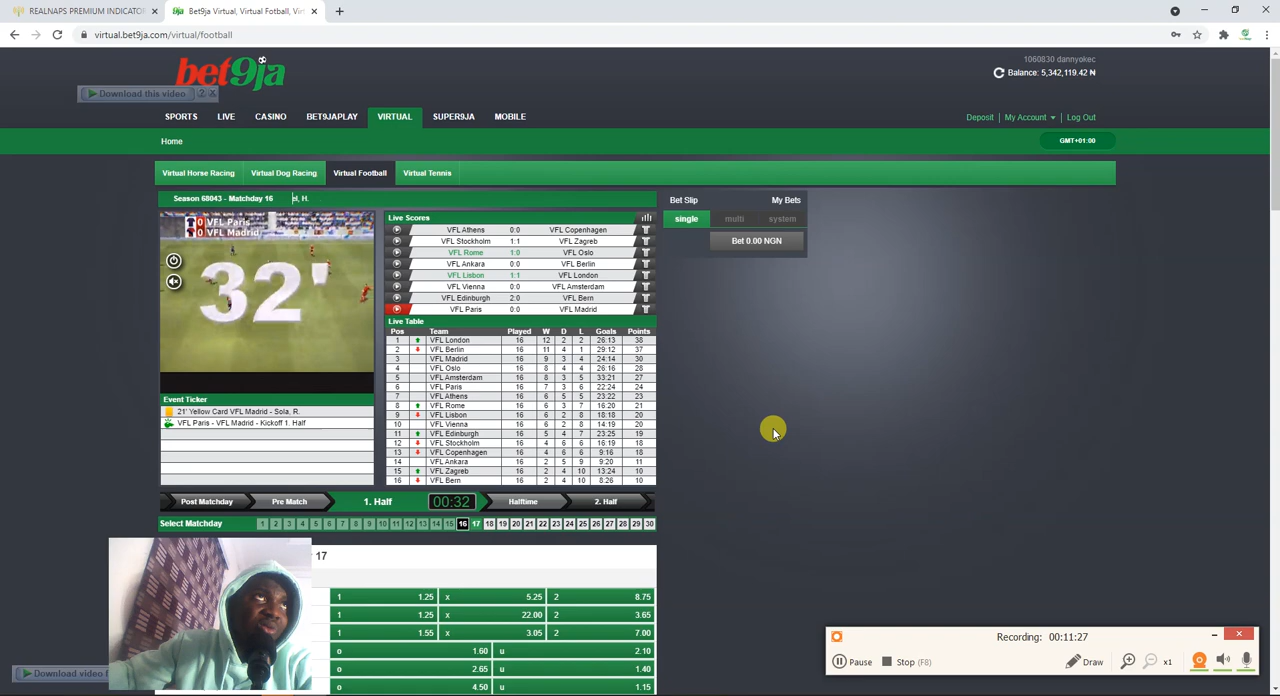 REALNAPS PREMIUM INDICATOR
Bet9ja Virtual, Virtual Fotball, Vir
virtual.bet9ja.com/virtual/football
bet9ja
Download this video
1060830 dannyokec
Balance: 5,342,119.42 ₦
SPORTS LIVE CASINO BET9JAPLAY VIRTUAL SUPER9JA MOBILE
Deposit | My Account | Log Out
Home
GMT+01:00
Virtual Horse Racing Virtual Dog Racing Virtual Football Virtual Tennis
Season 68043 - Matchday 16 el, H.
Bet Slip My Bets
single multi system
Bet 0.00 NGN
0 VFL Paris
0 VFL Madrid
32'
Live Scores
VFL Athens 0:0 VFL Copenhagen
VFL Stockholm 1:1 VFL Zagreb
VFL Rome 1:0 VFL Oslo
VFL Ankara 0:0 VFL Berlin
VFL Lisbon 1:1 VFL London
VFL Vienna 0:0 VFL Amsterdam
VFL Edinburgh 2:0 VFL Bern
VFL Paris 0:0 VFL Madrid
Live Table
Pos Team Played W D L Goals Points
1 VFL London 16 12 2 2 26:13 38
2 VFL Berlin 16 11 4 1 29:12 37
3 VFL Madrid 16 9 3 4 24:14 30
4 VFL Oslo 16 8 4 4 26:16 28
5 VFL Amsterdam 16 8 3 5 33:21 27
6 VFL Paris 16 7 3 6 22:24 24
7 VFL Athens 16 6 5 5 23:22 23
8 VFL Rome 16 6 3 7 16:20 21
9 VFL Lisbon 16 6 2 8 18:18 20
10 VFL Vienna 16 6 2 8 14:19 20
11 VFL Edinburgh 16 5 4 7 23:25 19
12 VFL Stockholm 16 4 6 6 16:19 18
13 VFL Copenhagen 16 4 6 6 9:16 18
14 VFL Ankara 16 2 5 9 9:20 11
15 VFL Zagreb 16 2 4 10 13:24 10
16 VFL Bern 16 2 4 10 8:26 10
Event Ticker
21' Yellow Card VFL Madrid - Sola, R.
VFL Paris - VFL Madrid - Kickoff 1. Half
Post Matchday Pre Match 1. Half 00:32 Halftime 2. Half
Select Matchday 1 2 3 4 5 6 7 8 9 10 11 12 13 14 15 16 17 18 19 20 21 22 23 24 25 26 27 28 29 30
17
1 1.25 x 5.25 2 8.75
1 1.25 x 22.00 2 3.65
1 1.55 x 3.05 2 7.00
o 1.60 u 2.10
o 2.65 u 1.40
o 4.50 u 1.15
Download video f
Recording: 00:11:27
Pause Stop (F8) Draw x1